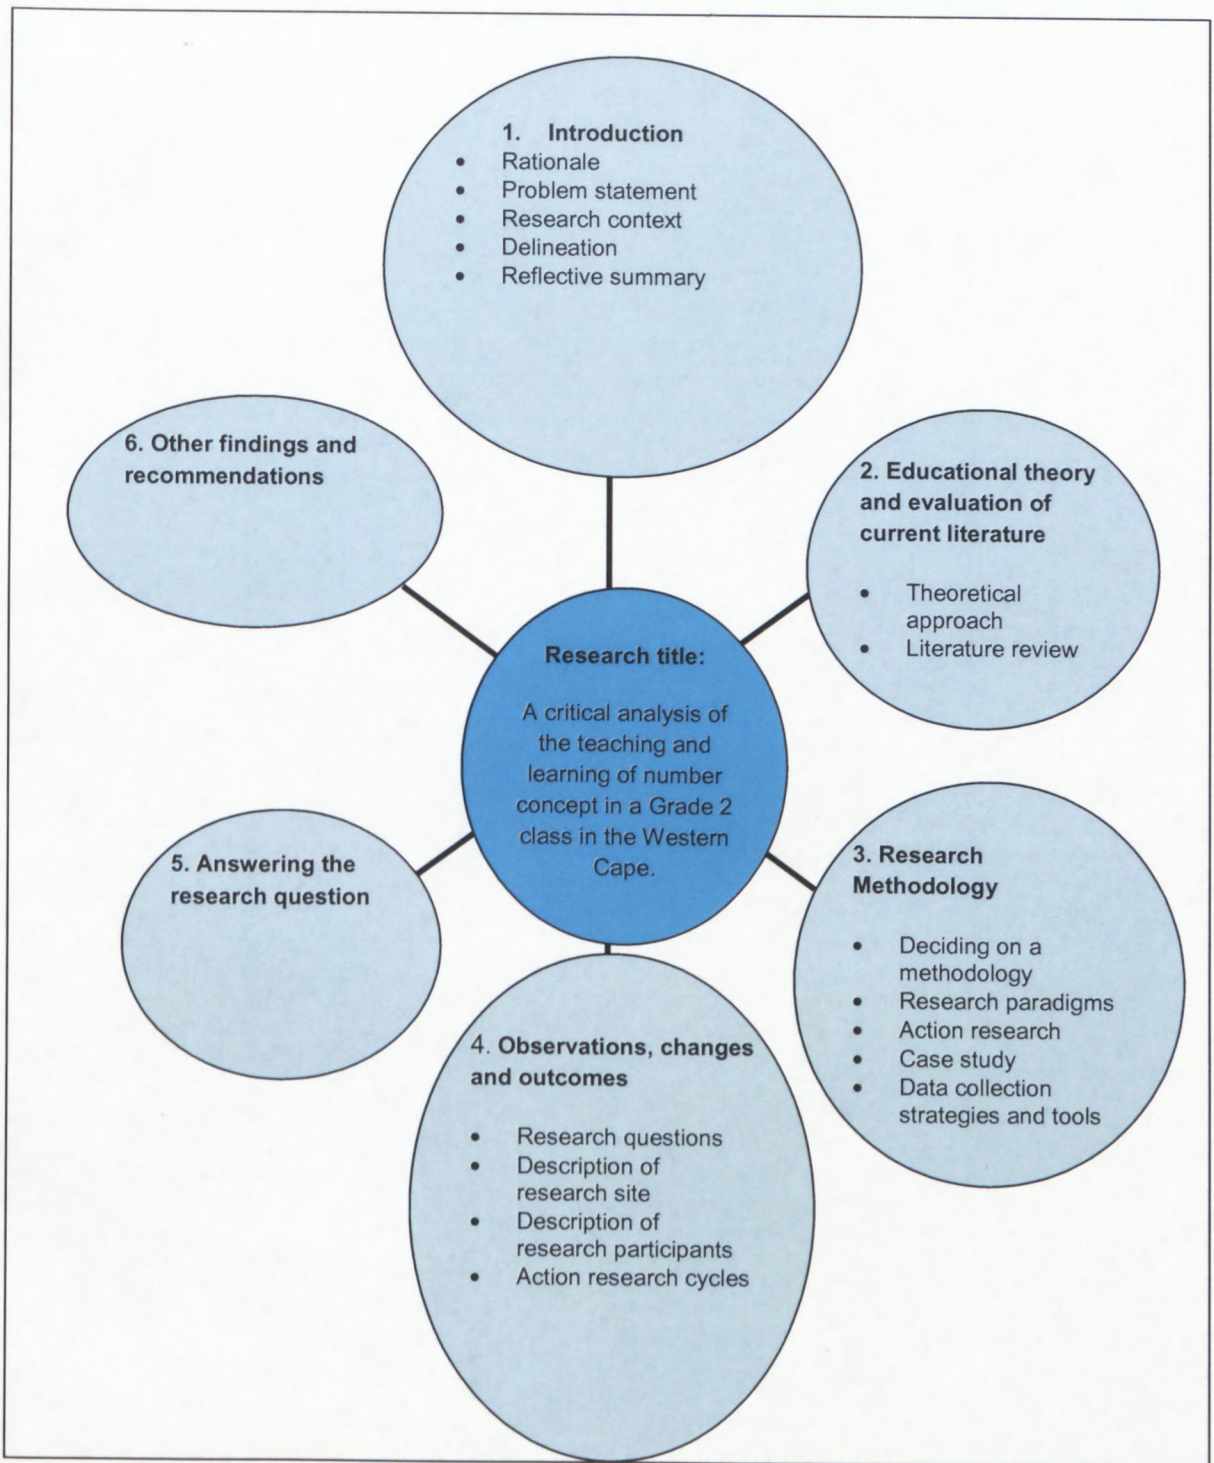 1. Introduction
• Rationale
• Problem statement
• Research context
• Delineation
• Reflective summary
2. Educational theory
and evaluation of
current literature
• Theoretical
approach
• Literature review
3. Research
Methodology
• Deciding on a
methodology
• Research paradigms
• Action research
• Case study
• Data collection
strategies and tools
4. Observations, changes
and outcomes
• Research questions
• Description of
research site
• Description of
research participants
• Action research cycles
5. Answering the
research question
6. Other findings and
recommendations
Research title:
A critical analysis of
the teaching and
learning of number
concept in a Grade 2
class in the Western
Cape.